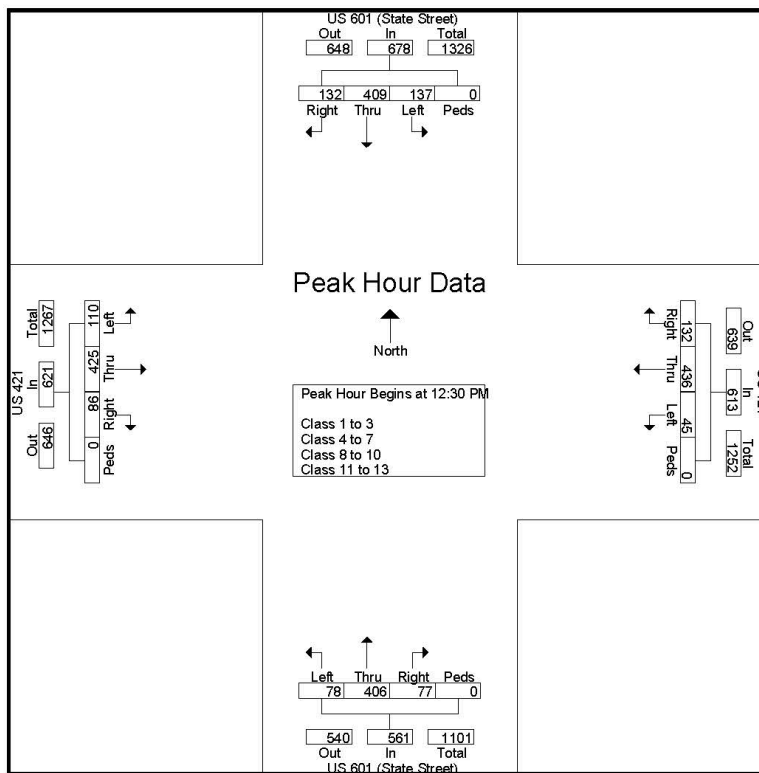 US 601 (State Street)
Out In Total
648 678 1326
132 409 137 0
Right Thru Left Peds
Peak Hour Data
North
Peak Hour Begins at 12:30 PM
Class 1 to 3
Class 4 to 7
Class 8 to 10
Class 11 to 13
US 421
Out In Total
646 621 1267
110 425 86 0
Left Thru Right Peds
Right Thru Left Peds
132 436 45 0
Out In Total
639 613 1252
Left Thru Right Peds
78 406 77 0
540 561 1101
Out In Total
US 601 (State Street)